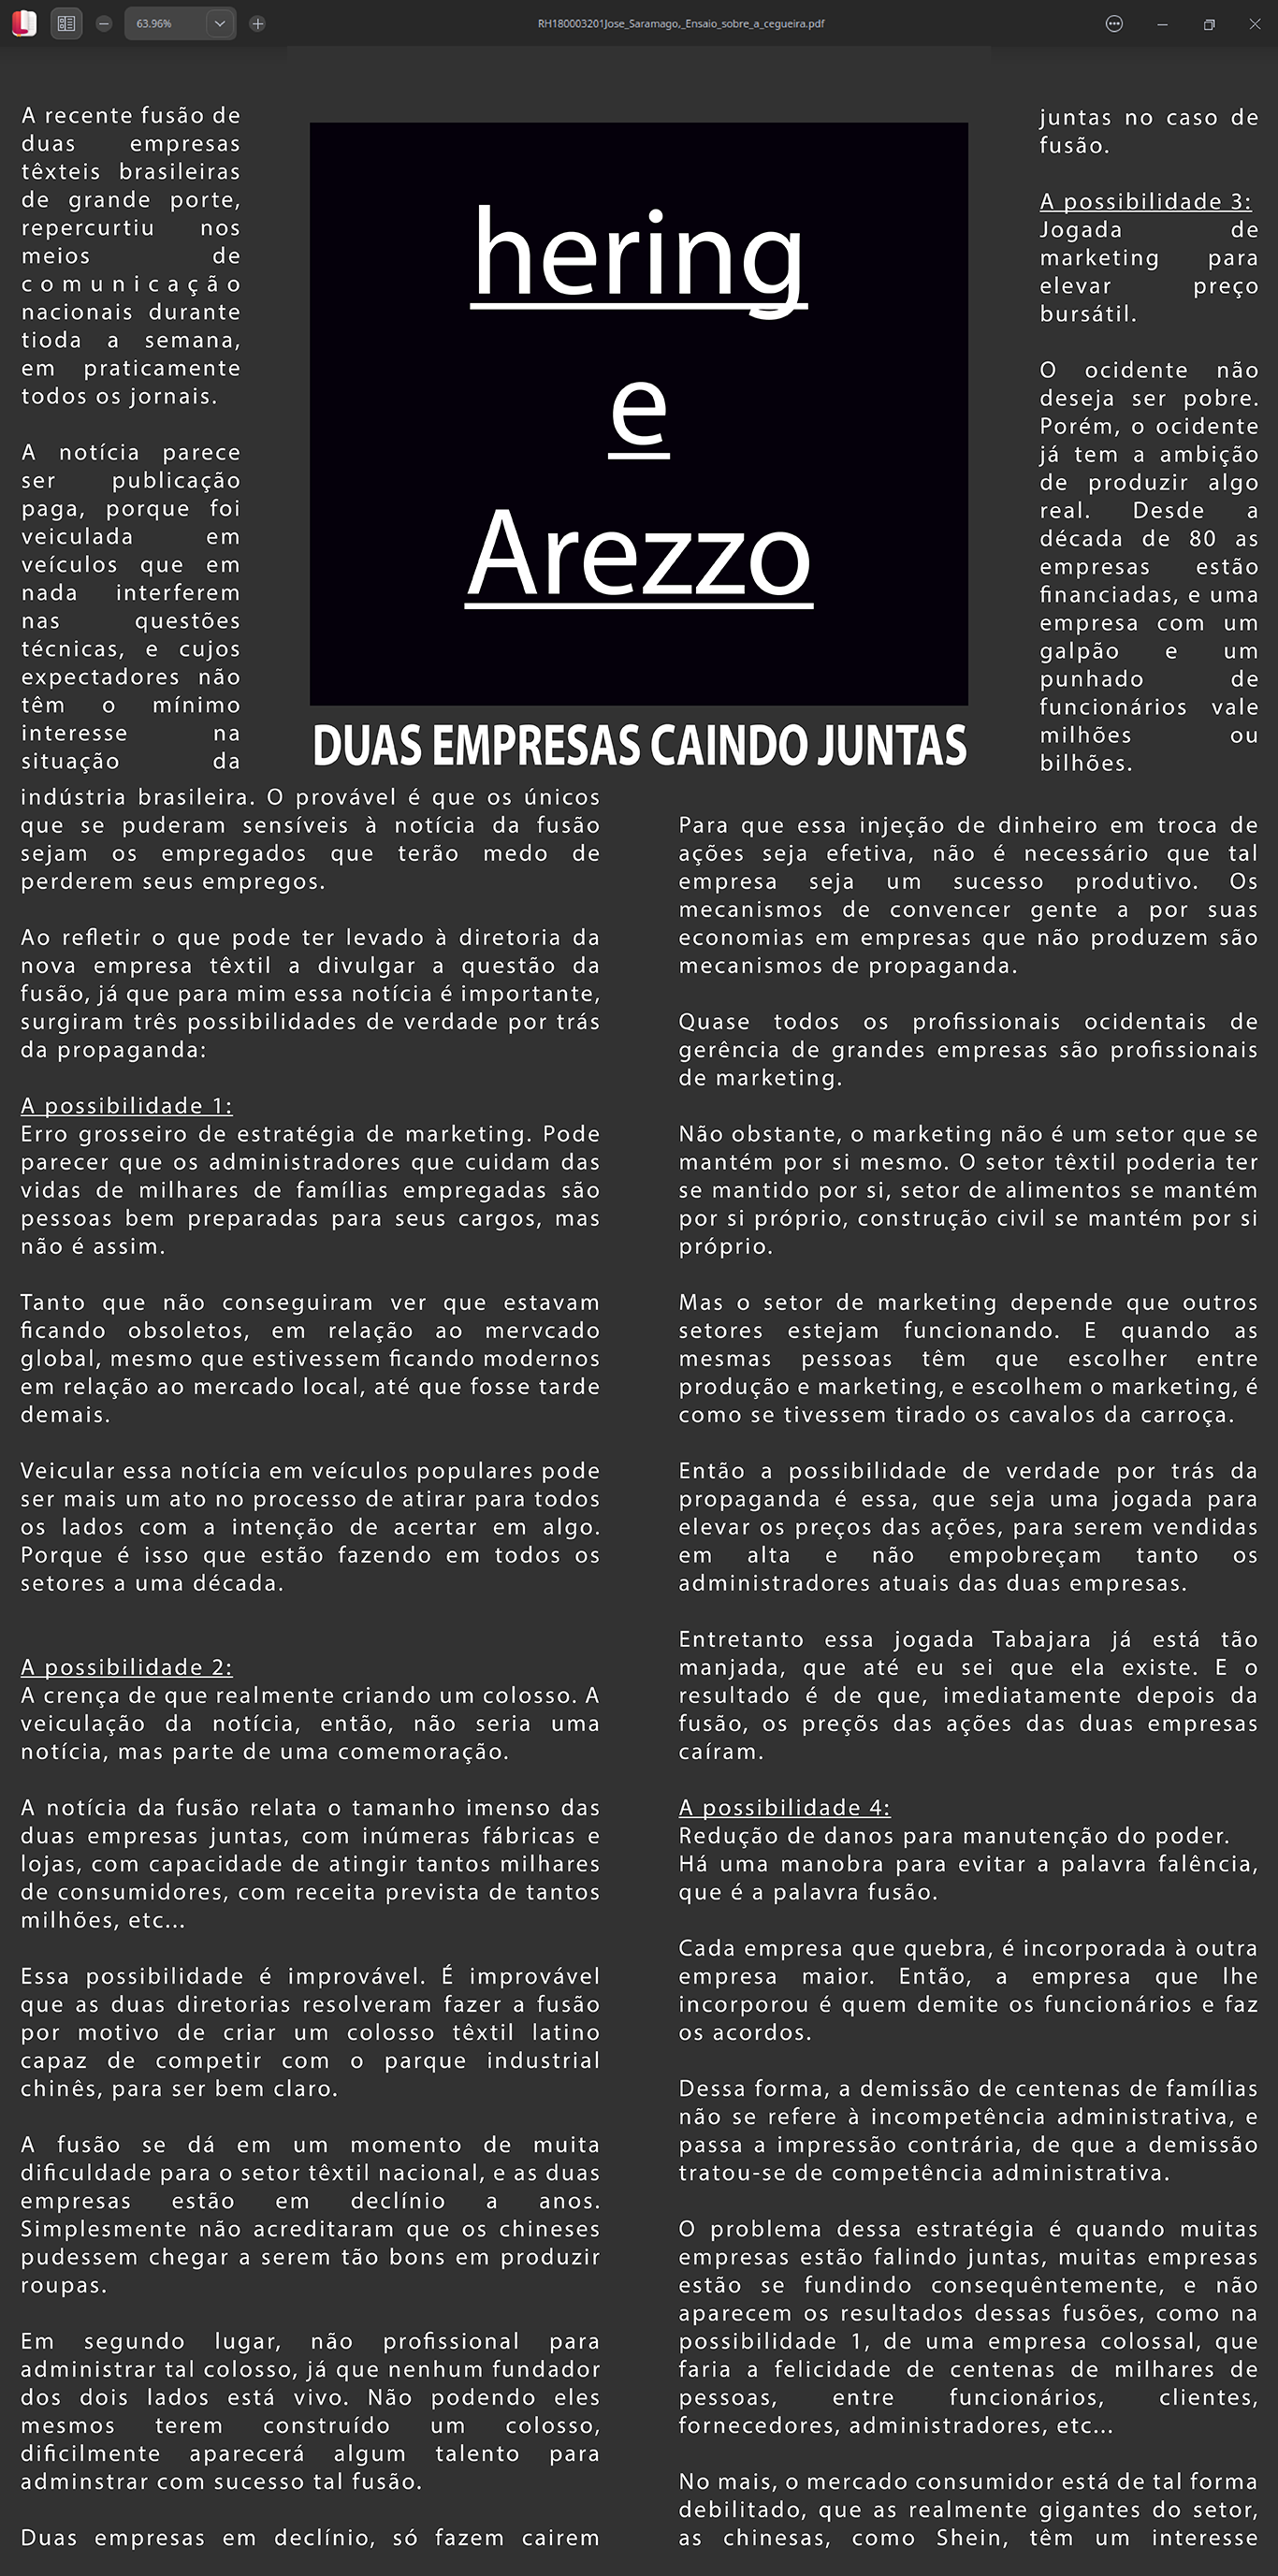 63.96%
RH180003201Jose_Saramago,_Ensaio_sobre_a_cegueira.pdf
A recente fusão de
duas empresas
têxteis brasileiras
de grande porte,
repercurtiu nos
meios de
comunicação
nacionais durante
tioda a semana,
em praticamente
todos os jornais.
A notícia parece
ser publicação
paga, porque foi
veiculada em
veículos que em
nada interferem
nas questões
técnicas, e cujos
expectadores não
têm o mínimo
interesse na
situação da
hering
e
Arezzo
DUAS EMPRESAS CAINDO JUNTAS
indústria brasileira. O provável é que os únicos
que se puderam sensíveis à notícia da fusão
sejam os empregados que terão medo de
perderem seus empregos.
Ao refletir o que pode ter levado à diretoria da
nova empresa têxtil a divulgar a questão da
fusão, já que para mim essa notícia é importante,
surgiram três possibilidades de verdade por trás
da propaganda:
A possibilidade 1:
Erro grosseiro de estratégia de marketing. Pode
parecer que os administradores que cuidam das
vidas de milhares de famílias empregadas são
pessoas bem preparadas para seus cargos, mas
não é assim.
Tanto que não conseguiram ver que estavam
ficando obsoletos, em relação ao mervcado
global, mesmo que estivessem ficando modernos
em relação ao mercado local, até que fosse tarde
demais.
Veicular essa notícia em veículos populares pode
ser mais um ato no processo de atirar para todos
os lados com a intenção de acertar em algo.
Porque é isso que estão fazendo em todos os
setores a uma década.
A possibilidade 2:
A crença de que realmente criando um colosso. A
veiculação da notícia, então, não seria uma
notícia, mas parte de uma comemoração.
A notícia da fusão relata o tamanho imenso das
duas empresas juntas, com inúmeras fábricas e
lojas, com capacidade de atingir tantos milhares
de consumidores, com receita prevista de tantos
milhões, etc...
Essa possibilidade é improvável. É improvável
que as duas diretorias resolveram fazer a fusão
por motivo de criar um colosso têxtil latino
capaz de competir com o parque industrial
chinês, para ser bem claro.
A fusão se dá em um momento de muita
dificuldade para o setor têxtil nacional, e as duas
empresas estão em declínio a anos.
Simplesmente não acreditaram que os chineses
pudessem chegar a serem tão bons em produzir
roupas.
Em segundo lugar, não profissional para
administrar tal colosso, já que nenhum fundador
dos dois lados está vivo. Não podendo eles
mesmos terem construído um colosso,
dificilmente aparecerá algum talento para
adminstrar com sucesso tal fusão.
Duas empresas em declínio, só fazem cairem
juntas no caso de
fusão.
A possibilidade 3:
Jogada de
marketing para
elevar preço
bursátil.
O ocidente não
deseja ser pobre.
Porém, o ocidente
já tem a ambição
de produzir algo
real. Desde a
década de 80 as
empresas estão
financiadas, e uma
empresa com um
galpão e um
punhado de
funcionários vale
milhões ou
bilhões.
Para que essa injeção de dinheiro em troca de
ações seja efetiva, não é necessário que tal
empresa seja um sucesso produtivo. Os
mecanismos de convencer gente a por suas
economias em empresas que não produzem são
mecanismos de propaganda.
Quase todos os profissionais ocidentais de
gerência de grandes empresas são profissionais
de marketing.
Não obstante, o marketing não é um setor que se
mantém por si mesmo. O setor têxtil poderia ter
se mantido por si, setor de alimentos se mantém
por si próprio, construção civil se mantém por si
próprio.
Mas o setor de marketing depende que outros
setores estejam funcionando. E quando as
mesmas pessoas têm que escolher entre
produção e marketing, e escolhem o marketing, é
como se tivessem tirado os cavalos da carroça.
Então a possibilidade de verdade por trás da
propaganda é essa, que seja uma jogada para
elevar os preços das ações, para serem vendidas
em alta e não empobreçam tanto os
administradores atuais das duas empresas.
Entretanto essa jogada Tabajara já está tão
manjada, que até eu sei que ela existe. E o
resultado é de que, imediatamente depois da
fusão, os preçõs das ações das duas empresas
caíram.
A possibilidade 4:
Redução de danos para manutenção do poder.
Há uma manobra para evitar a palavra falência,
que é a palavra fusão.
Cada empresa que quebra, é incorporada à outra
empresa maior. Então, a empresa que lhe
incorporou é quem demite os funcionários e faz
os acordos.
Dessa forma, a demissão de centenas de famílias
não se refere à incompetência administrativa, e
passa a impressão contrária, de que a demissão
tratou-se de competência administrativa.
O problema dessa estratégia é quando muitas
empresas estão falindo juntas, muitas empresas
estão se fundindo consequêntemente, e não
aparecem os resultados dessas fusões, como na
possibilidade 1, de uma empresa colossal, que
faria a felicidade de centenas de milhares de
pessoas, entre funcionários, clientes,
fornecedores, administradores, etc...
No mais, o mercado consumidor está de tal forma
debilitado, que as realmente gigantes do setor,
as chinesas, como Shein, têm um interesse